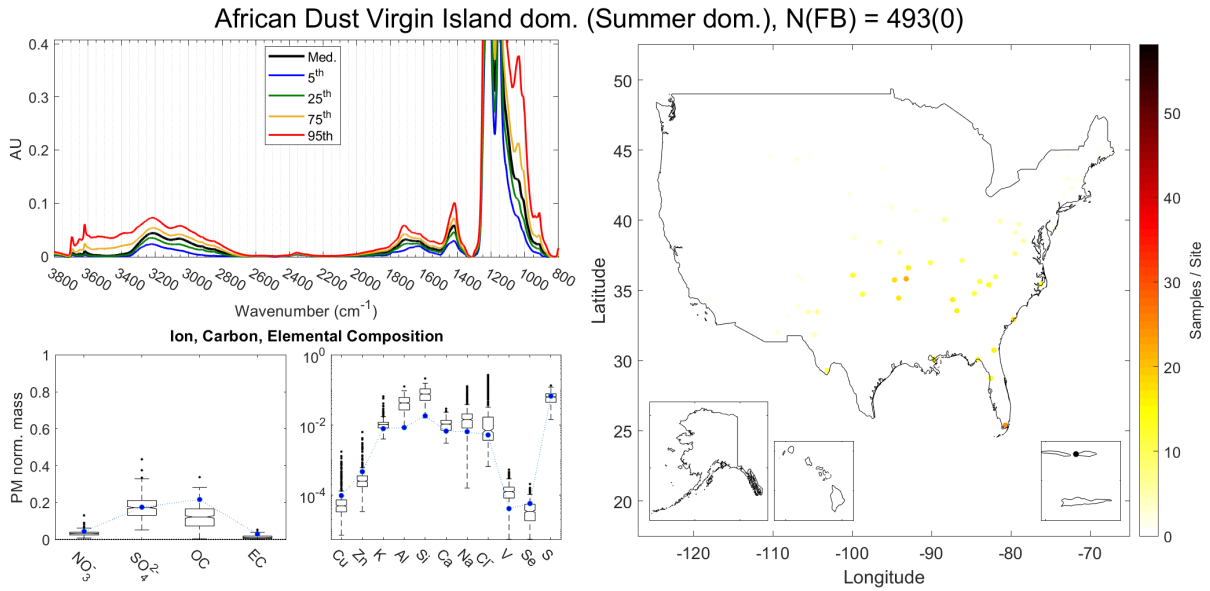 African Dust Virgin Island dom. (Summer dom.), N(FB) = 493(0)
0.4
0.3
0.2
0.1
0
AU
Med.
5th
25th
75th
95th
3800 3600 3400 3200 3000 2800 2600 2400 2200 2000 1800 1600 1400 1200 1000 800
Wavenumber (cm-1)
Ion, Carbon, Elemental Composition
1
0.8
0.6
0.4
0.2
0
PM norm. mass
NO3- SO42- OC EC
10^0
10^-2
10^-4
Cu Zn K Al Si Ca Na Cl- V Se S
50
45
40
35
30
25
20
Latitude
-120 -110 -100 -90 -80 -70
Longitude
50
40
30
20
10
0
Samples / Site